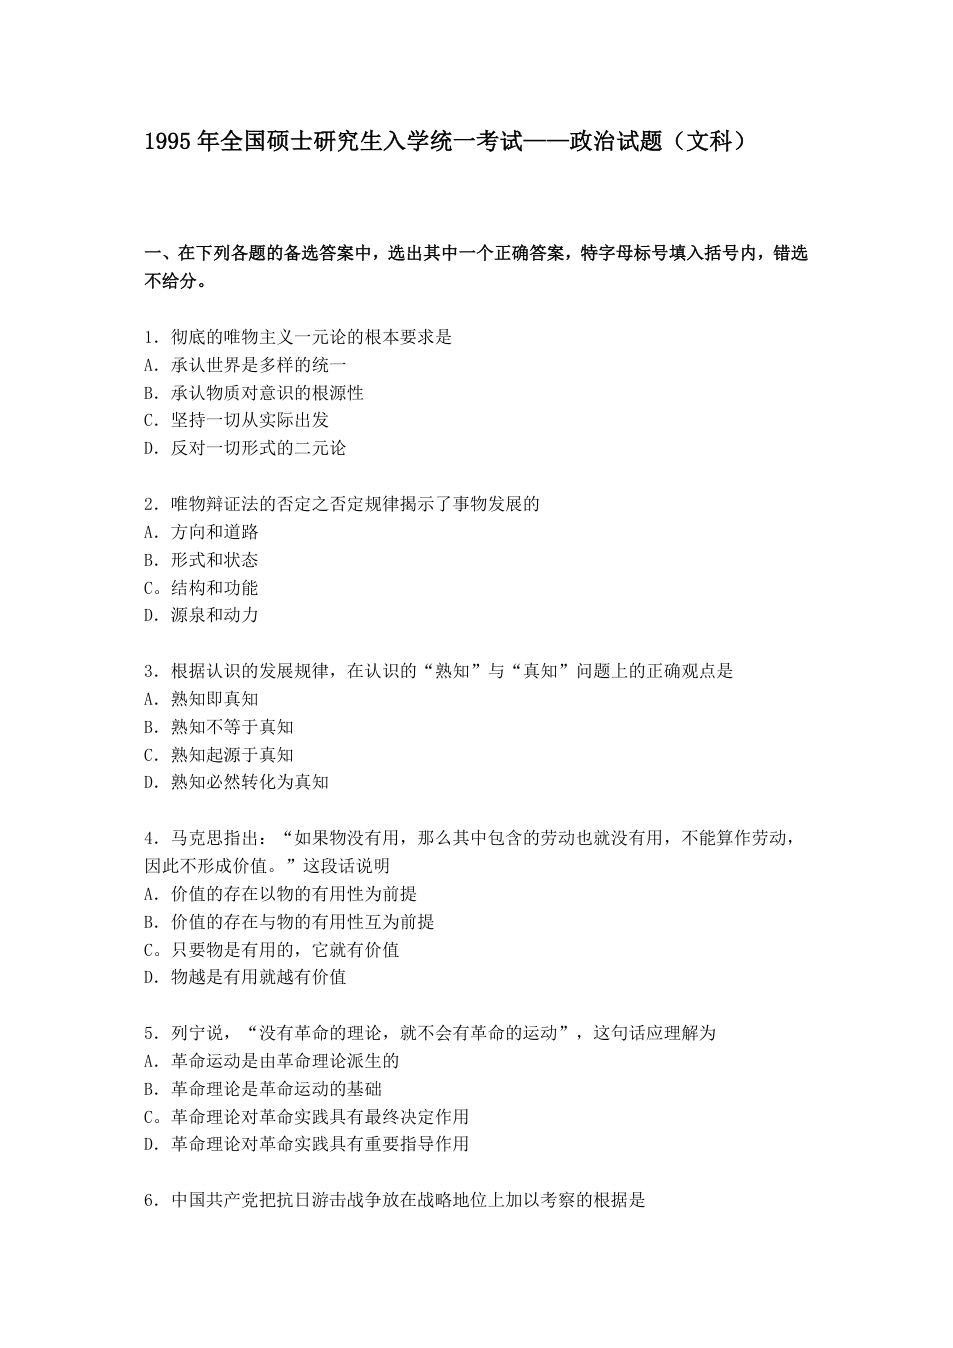 1995 年全国硕士研究生入学统一考试——政治试题（文科）
一、在下列各题的备选答案中，选出其中一个正确答案，特字母标号填入括号内，错选
不给分。
1．彻底的唯物主义一元论的根本要求是
A．承认世界是多样的统一
B．承认物质对意识的根源性
C．坚持一切从实际出发
D．反对一切形式的二元论
2．唯物辩证法的否定之否定规律揭示了事物发展的
A．方向和道路
B．形式和状态
C。结构和功能
D．源泉和动力
3．根据认识的发展规律，在认识的“熟知”与“真知”问题上的正确观点是
A．熟知即真知
B．熟知不等于真知
C．熟知起源于真知
D．熟知必然转化为真知
4．马克思指出：“如果物没有用，那么其中包含的劳动也就没有用，不能算作劳动，
因此不形成价值。”这段话说明
A．价值的存在以物的有用性为前提
B．价值的存在与物的有用性互为前提
C。只要物是有用的，它就有价值
D．物越是有用就越有价值
5．列宁说，“没有革命的理论，就不会有革命的运动”，这句话应理解为
A．革命运动是由革命理论派生的
B．革命理论是革命运动的基础
C。革命理论对革命实践具有最终决定作用
D．革命理论对革命实践具有重要指导作用
6．中国共产党把抗日游击战争放在战略地位上加以考察的根据是